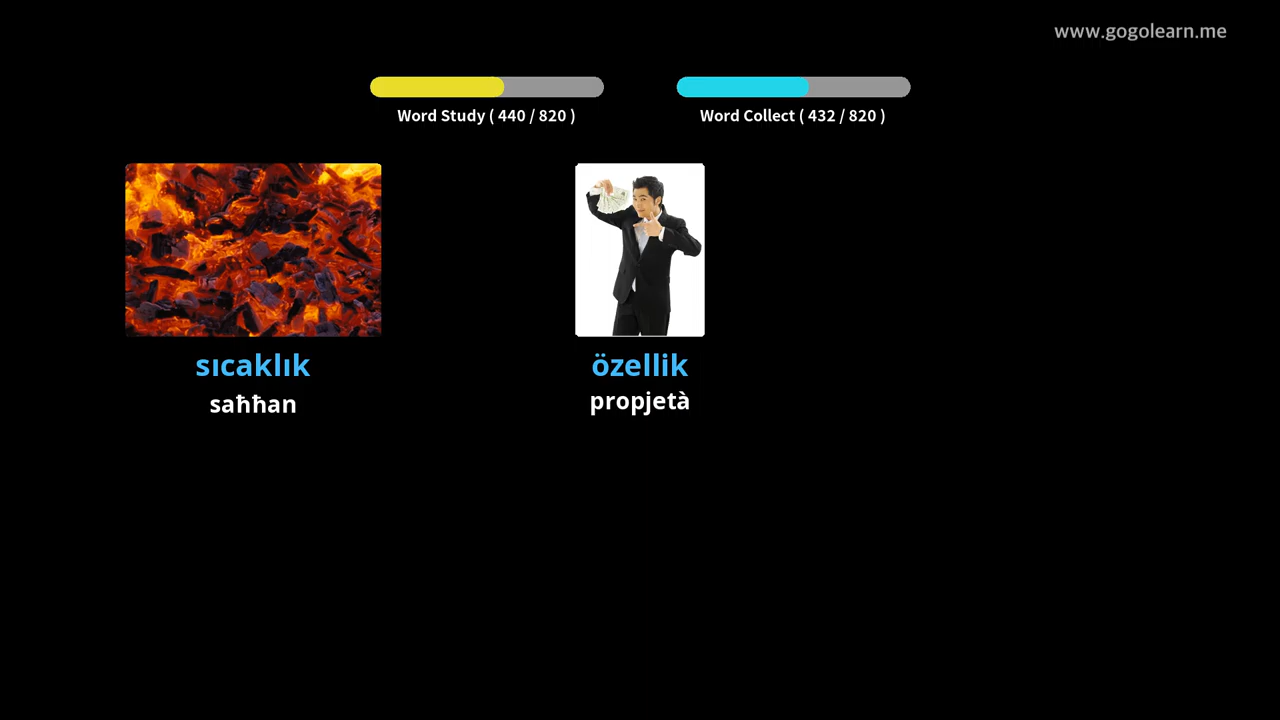 www.gogolearn.me
Word Study ( 440 / 820 )
Word Collect ( 432 / 820 )
sıcaklık
saħħan
özellik
propjetà